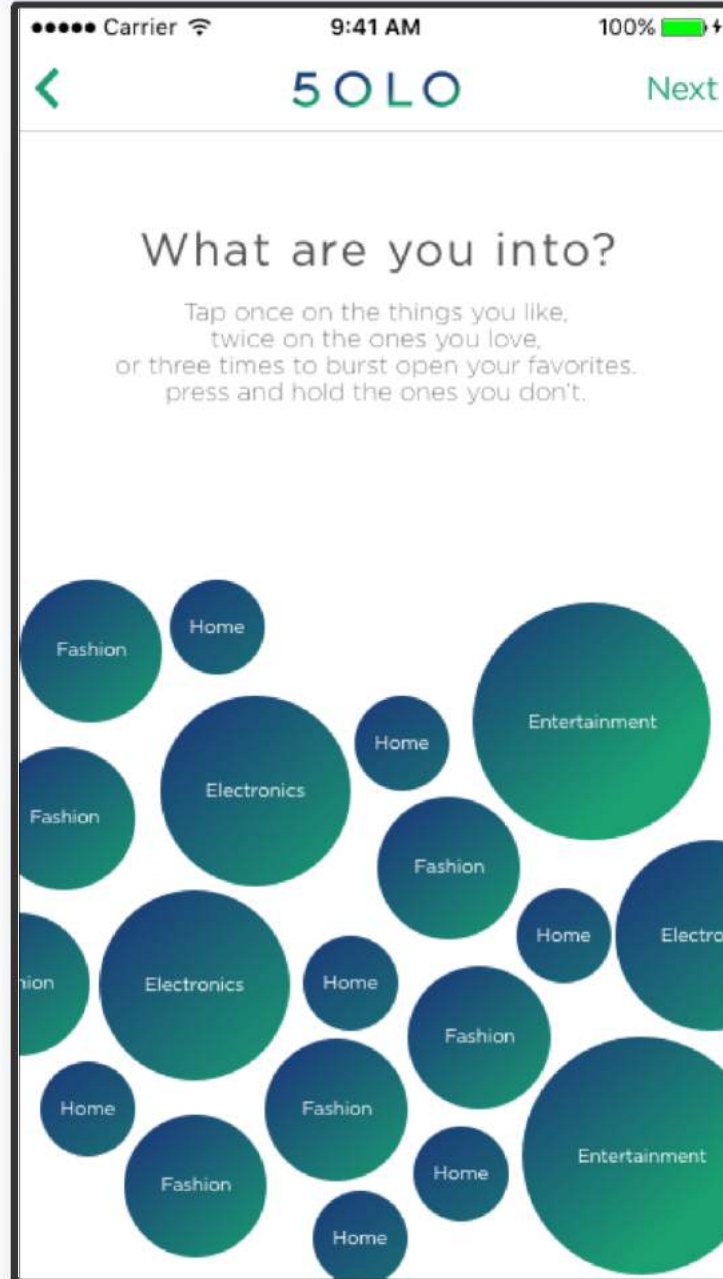 Carrier 9:41 AM 100%
5OLO Next
What are you into?
Tap once on the things you like,
twice on the ones you love,
or three times to burst open your favorites.
press and hold the ones you don't.
Home
Fashion
Entertainment
Home
Electronics
Fashion
Fashion
Home Electro
hion Electronics Home
Fashion
Home Fashion
Entertainment
Home
Fashion
Home